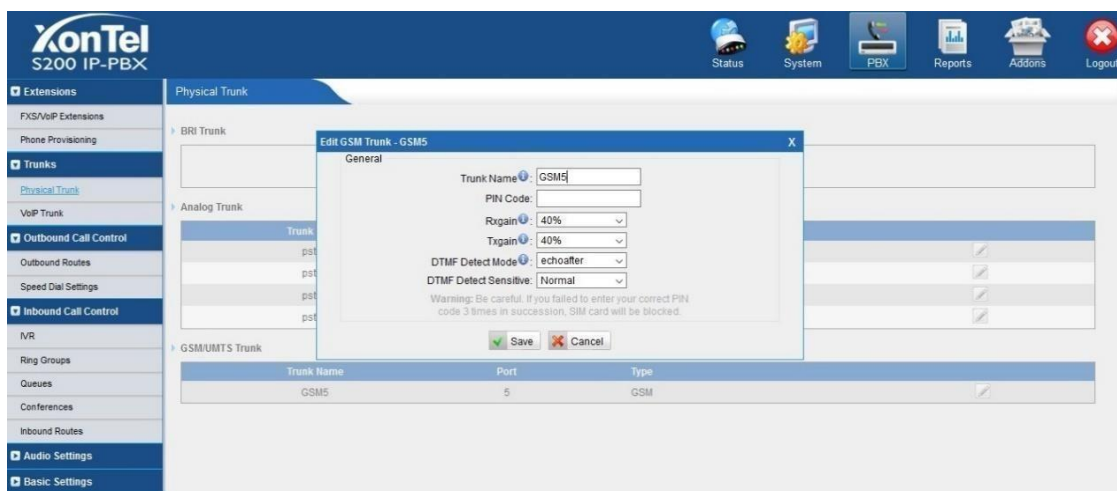 XonTel
S200 IP-PBX
Status
System
PBX
Reports
Addons
Logout
Extensions
FXS/VoIP Extensions
Phone Provisioning
Trunks
Physical Trunk
VoIP Trunk
Outbound Call Control
Outbound Routes
Speed Dial Settings
Inbound Call Control
IVR
Ring Groups
Queues
Conferences
Inbound Routes
Audio Settings
Basic Settings
Physical Trunk
BRI Trunk
Analog Trunk
Trunk
pst
pst
pst
pst
Edit GSM Trunk - GSM5 X
General
Trunk Name : GSM5
PIN Code:
Rxgain : 40%
Txgain : 40%
DTMF Detect Mode : echoafter
DTMF Detect Sensitive: Normal
Warning: Be careful. If you failed to enter your correct PIN
code 3 times in succession, SIM card will be blocked.
Save Cancel
GSM/UMTS Trunk
Trunk Name Port Type
GSM5 5 GSM